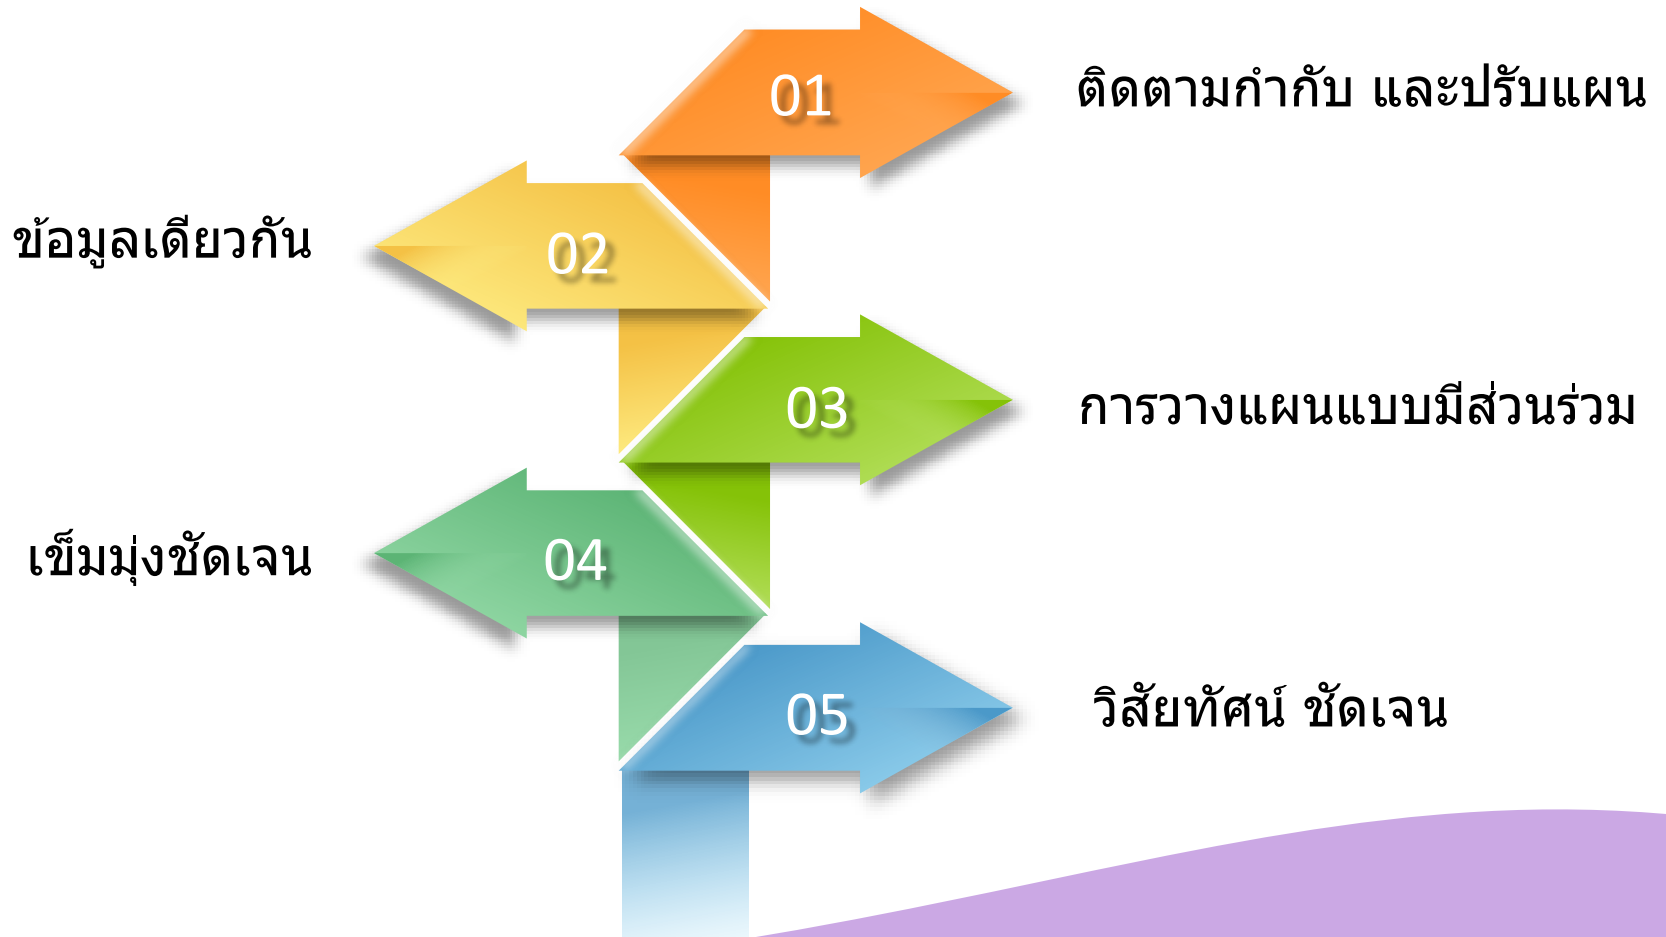 01
ติดตามกำกับ และปรับแผน
ข้อมูลเดียวกัน
02
03
การวางแผนแบบมีส่วนร่วม
เข็มมุ่งชัดเจน
04
05
วิสัยทัศน์ ชัดเจน